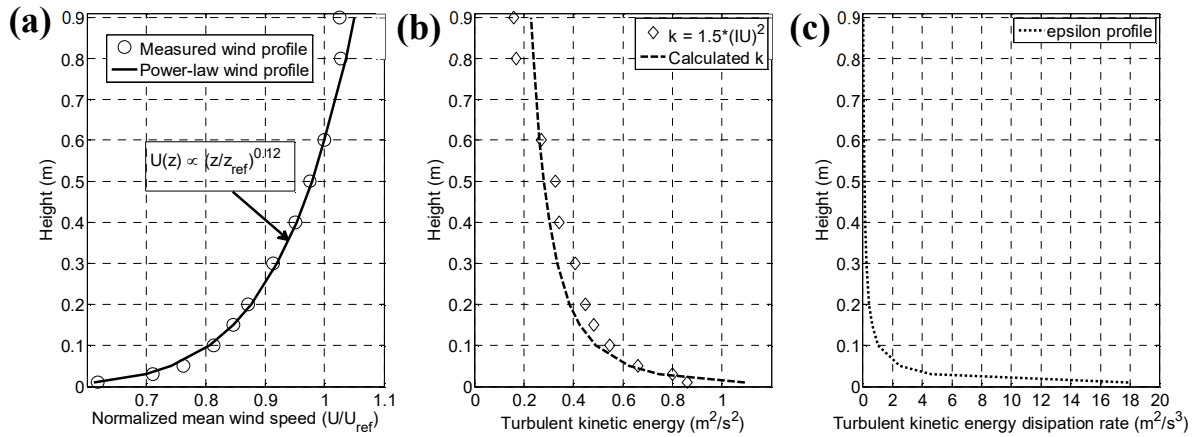 (a)
0.9
0.8
0.7
0.6
0.5
0.4
0.3
0.2
0.1
0
Height (m)
Measured wind profile
Power-law wind profile
U(z) ∝ (z/z_ref)^0.112
0.7 0.8 0.9 1 1.1
Normalized mean wind speed (U/U_ref)
(b)
0.9
0.8
0.7
0.6
0.5
0.4
0.3
0.2
0.1
0
Height (m)
k = 1.5*(IU)^2
Calculated k
0 0.2 0.4 0.6 0.8 1
Turbulent kinetic energy (m^2/s^2)
(c)
0.9
0.8
0.7
0.6
0.5
0.4
0.3
0.2
0.1
0
Height (m)
epsilon profile
0 2 4 6 8 10 12 14 16 18 20
Turbulent kinetic energy disipation rate (m^2/s^3)